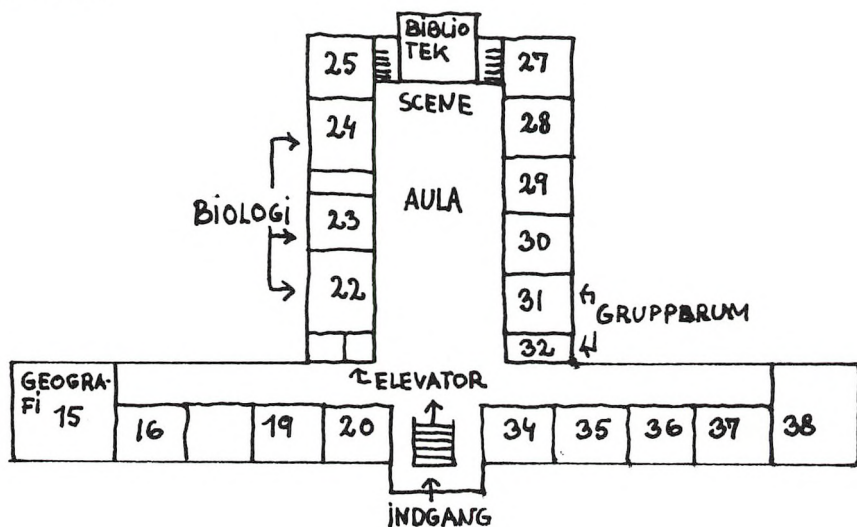 BIBLIO
TEK
25
27
SCENE
24
28
29
AULA
BIOLOGI
23
30
22
31
GRUPPERUM
32
GEOGRA-
FI 15
ELEVATOR
16
19
20
34
35
36
37
38
INDGANG